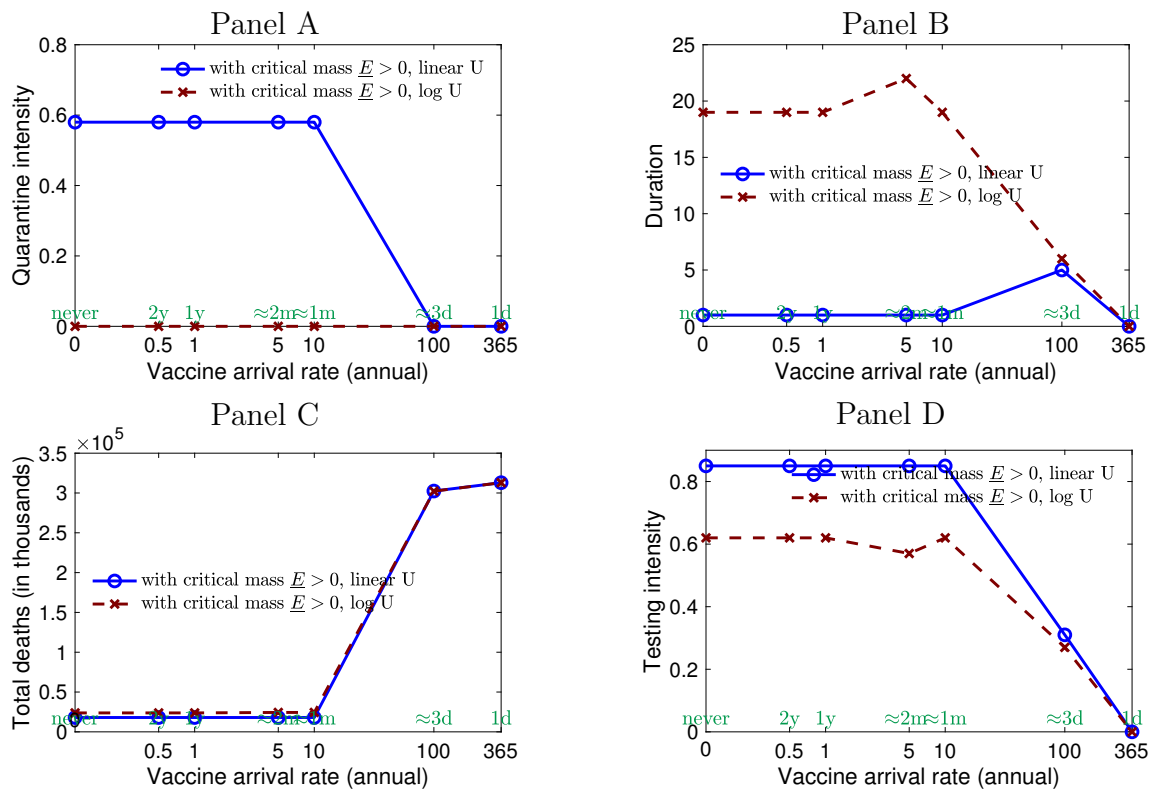 Panel A
0.8
0.6
0.4
0.2
0
Quarantine intensity
with critical mass E > 0, linear U
with critical mass E > 0, log U
never 2y 1y ≈2m ≈1m ≈3d 1d
0 0.5 1 5 10 100 365
Vaccine arrival rate (annual)
Panel B
25
20
15
10
5
0
Duration
with critical mass E > 0, linear U
with critical mass E > 0, log U
never 2y 1y ≈2m ≈1m ≈3d 1d
0 0.5 1 5 10 100 365
Vaccine arrival rate (annual)
Panel C
×10^5
3.5
3
2.5
2
1.5
1
0.5
0
Total deaths (in thousands)
with critical mass E > 0, linear U
with critical mass E > 0, log U
never 2y 1y ≈2m ≈1m ≈3d 1d
0.5 1 5 10 100 365
Vaccine arrival rate (annual)
Panel D
0.8
0.6
0.4
0.2
0
Testing intensity
with critical mass E > 0, linear U
with critical mass E > 0, log U
never 2y 1y ≈2m ≈1m ≈3d 1d
0 0.5 1 5 10 100 365
Vaccine arrival rate (annual)